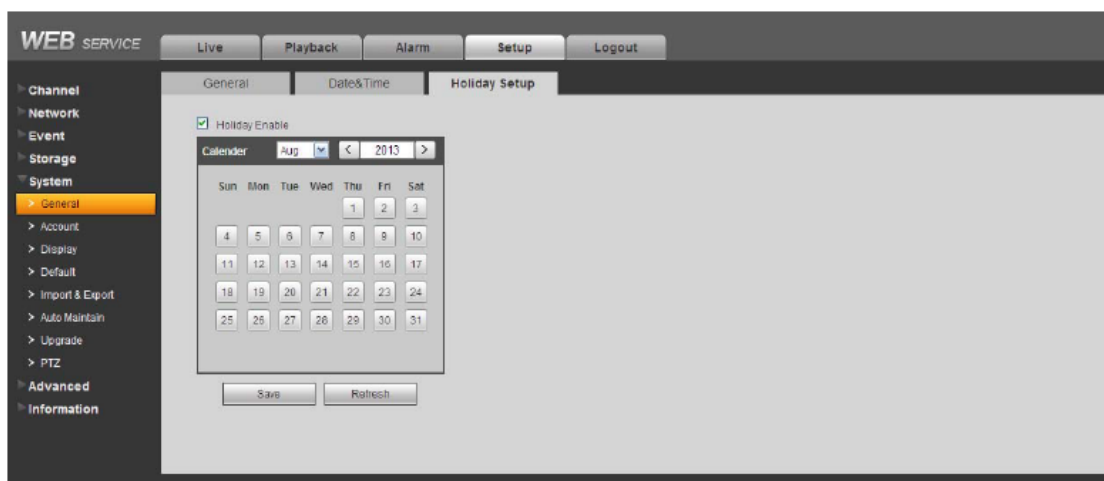 WEB SERVICE
Live Playback Alarm Setup Logout
General Date&Time Holiday Setup
Channel
Network
Event
Storage
System
> General
> Account
> Display
> Default
> Import & Export
> Auto Maintain
> Upgrade
> PTZ
Advanced
Information
Holiday Enable
Calender Aug < 2013 >
Sun Mon Tue Wed Thu Fri Sat
1 2 3
4 5 6 7 8 9 10
11 12 13 14 15 16 17
18 19 20 21 22 23 24
25 26 27 28 29 30 31
Save Refresh